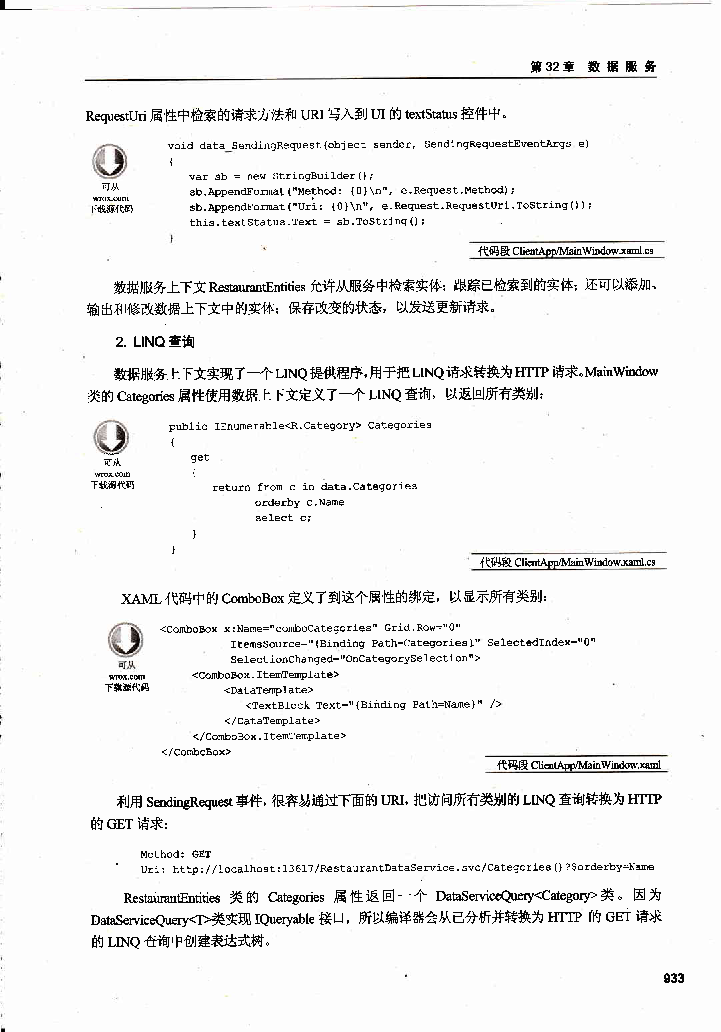 第32章 数 据 服 务
RequestUri 属性中检索的请求方法和 URI 写入到 UI 的 textStatus 控件中。
void data_SendingRequest(object sender, SendingRequestEventArgs e)
{
var sb = new StringBuilder();
sb.AppendFormat("Method: {0}\n", e.Request.Method);
sb.AppendFormat("Uri: {0}\n", e.Request.RequestUri.ToString());
this.textStatus.Text = sb.ToString();
}
可从
wrox.com
下载源代码
代码段 ClientApp/MainWindow.xaml.cs
数据服务上下文 RestaurantEntities 允许从服务中检索实体；跟踪已检索到的实体；还可以添加、
输出和修改数据上下文中的实体；保存改变的状态，以发送更新请求。
2. LINQ 查询
数据服务上下文实现了一个 LINQ 提供程序，用于把 LINQ 请求转换为 HTTP 请求。MainWindow
类的 Categories 属性使用数据上下文定义了一个 LINQ 查询，以返回所有类别：
public IEnumerable<R.Category> Categories
{
get
{
return from c in data.Categories
orderby c.Name
select c;
}
}
可从
wrox.com
下载源代码
代码段 ClientApp/MainWindow.xaml.cs
XAML 代码中的 ComboBox 定义了到这个属性的绑定，以显示所有类别：
<ComboBox x:Name="comboCategories" Grid.Row="0"
ItemsSource="{Binding Path=Categories}" SelectedIndex="0"
SelectionChanged="OnCategorySelection">
<ComboBox.ItemTemplate>
<DataTemplate>
<TextBlock Text="{Binding Path=Name}" />
</DataTemplate>
</ComboBox.ItemTemplate>
</ComboBox>
可从
wrox.com
下载源代码
代码段 ClientApp/MainWindow.xaml
利用 SendingRequest 事件，很容易通过下面的 URI，把访问所有类别的 LINQ 查询转换为 HTTP
的 GET 请求：
Method: GET
Uri: http://localhost:13617/RestaurantDataService.svc/Categories()?$orderby=Name
RestaurantEntities 类的 Categories 属性返回一个 DataServiceQuery<Category> 类。因为
DataServiceQuery<T>类实现 IQueryable 接口，所以编译器会从已分析并转换为 HTTP 的 GET 请求
的 LINQ 查询中创建表达式树。
933